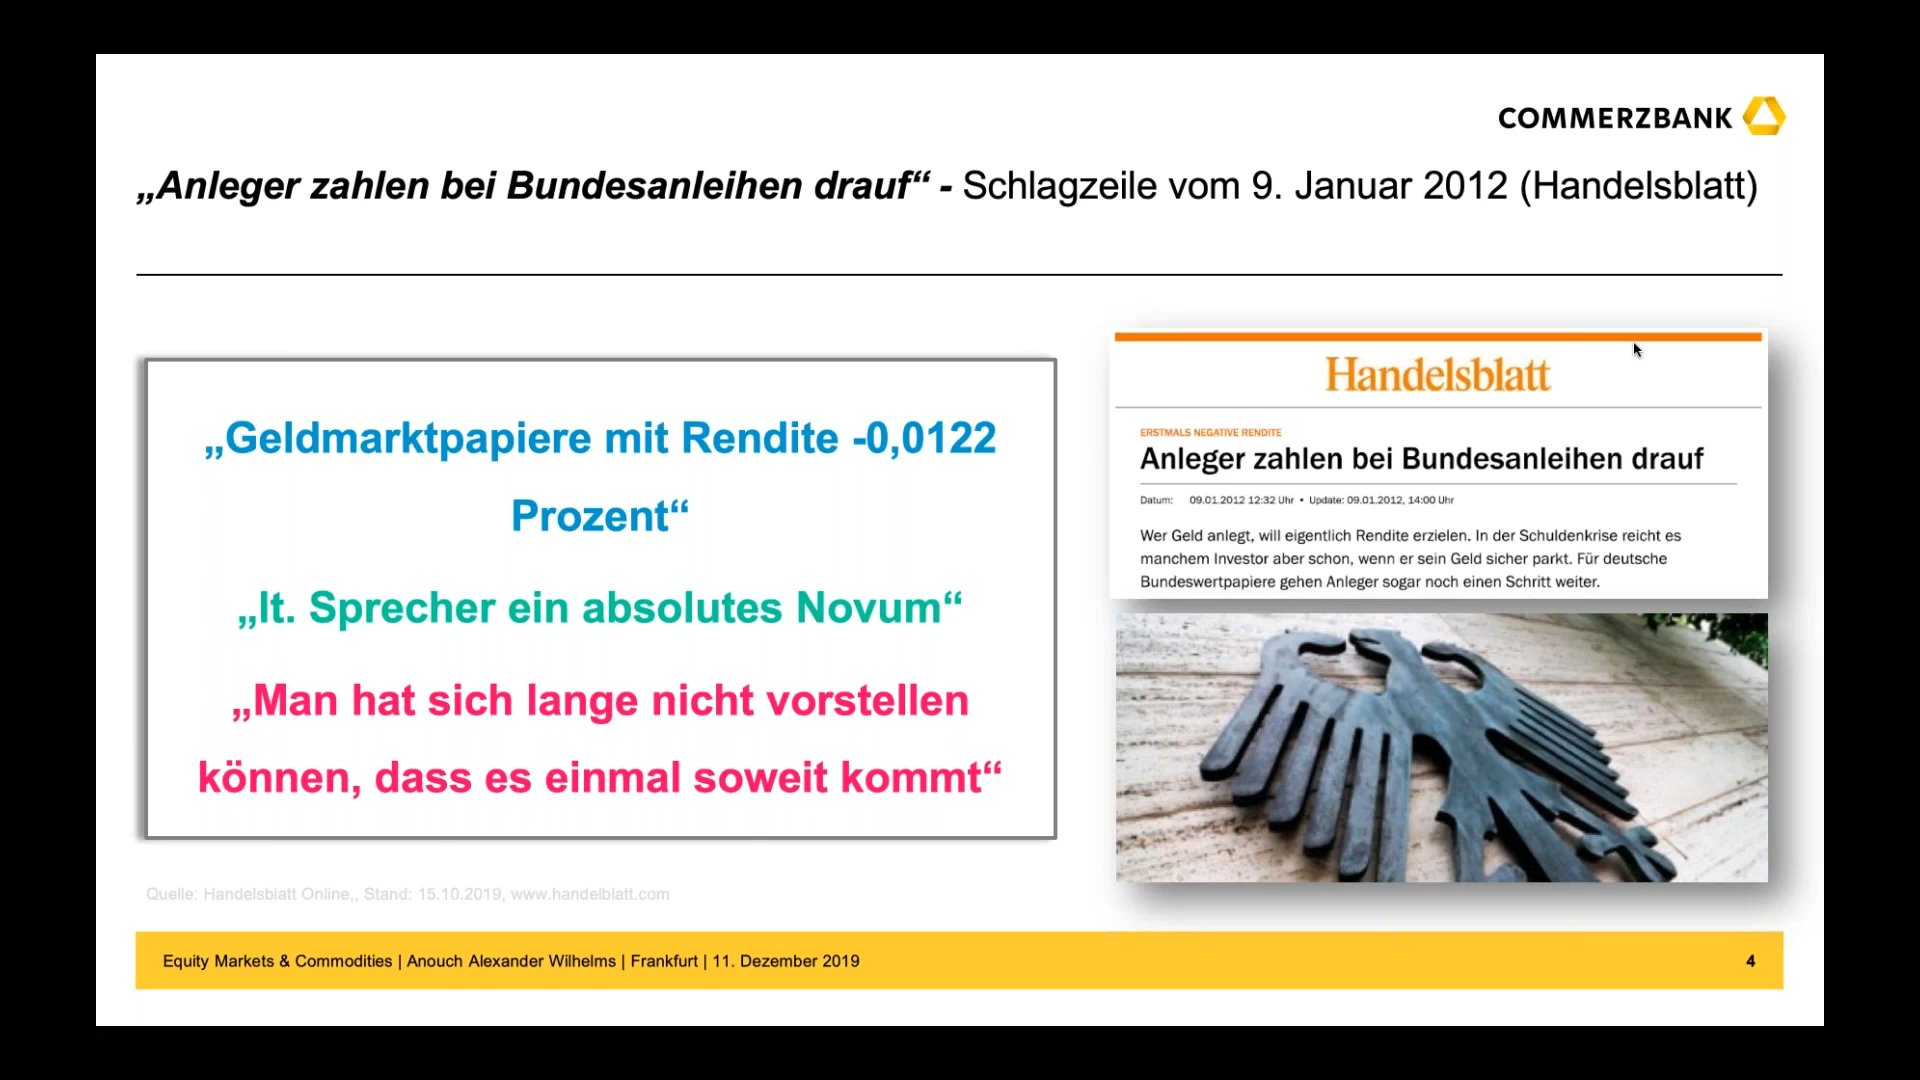 COMMERZBANK
„Anleger zahlen bei Bundesanleihen drauf“ - Schlagzeile vom 9. Januar 2012 (Handelsblatt)
„Geldmarktpapiere mit Rendite -0,0122
Prozent“
„lt. Sprecher ein absolutes Novum“
„Man hat sich lange nicht vorstellen
können, dass es einmal soweit kommt“
Handelsblatt
ERSTMALS NEGATIVE RENDITE
Anleger zahlen bei Bundesanleihen drauf
Datum: 09.01.2012 12:32 Uhr • Update: 09.01.2012, 14:00 Uhr
Wer Geld anlegt, will eigentlich Rendite erzielen. In der Schuldenkrise reicht es
manchem Investor aber schon, wenn er sein Geld sicher parkt. Für deutsche
Bundeswertpapiere gehen Anleger sogar noch einen Schritt weiter.
Quelle: Handelsblatt Online,, Stand: 15.10.2019, www.handelblatt.com
Equity Markets & Commodities | Anouch Alexander Wilhelms | Frankfurt | 11. Dezember 2019
4